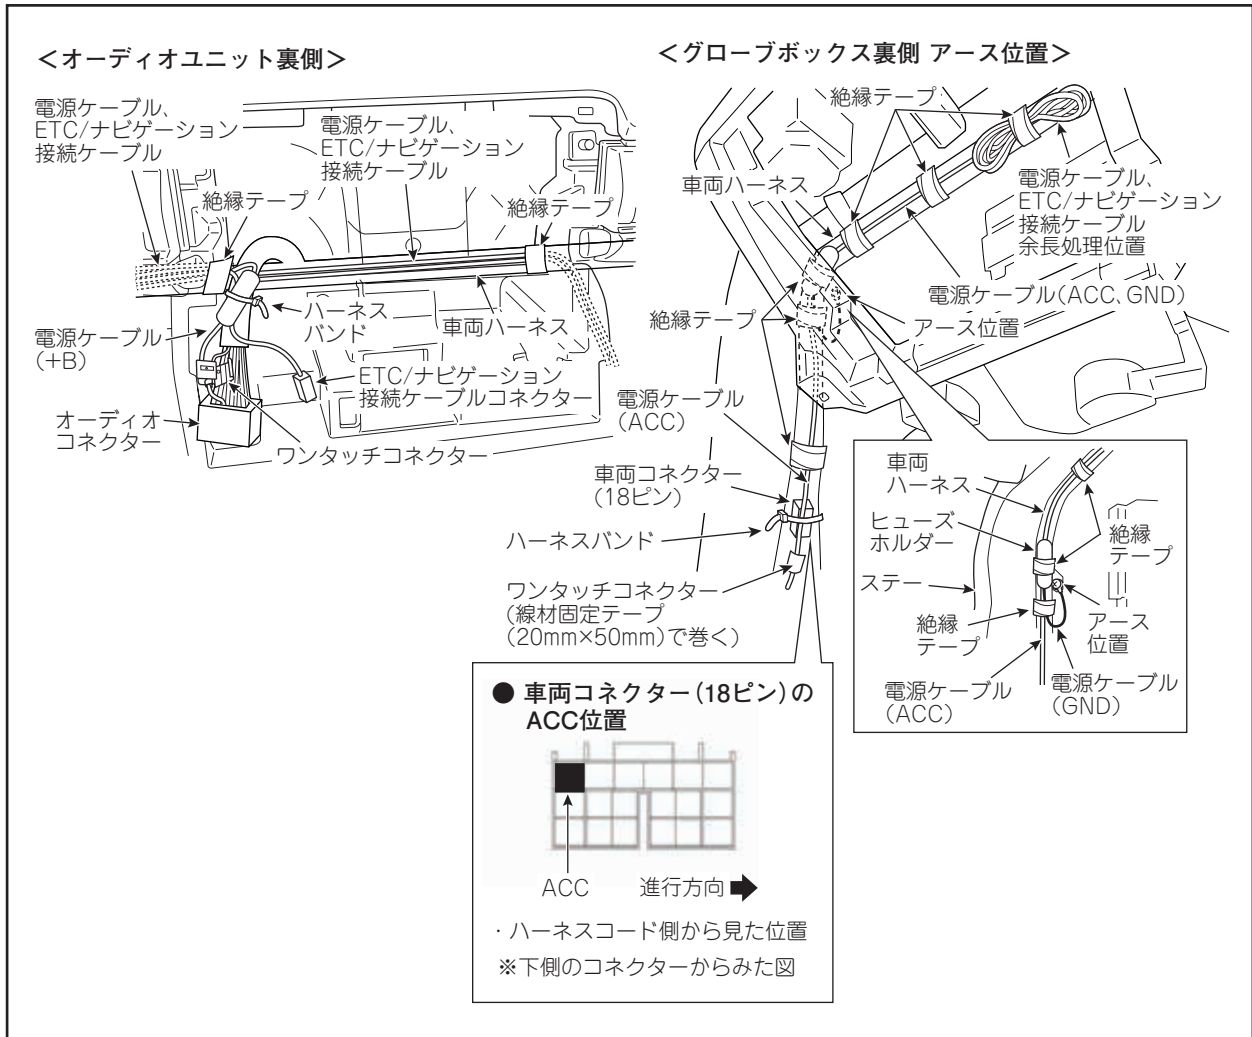 ＜オーディオユニット裏側＞
電源ケーブル、
ETC/ナビゲーション
接続ケーブル
電源ケーブル、
ETC/ナビゲーション
接続ケーブル
絶縁テープ
絶縁テープ
ハーネス
バンド
車両ハーネス
電源ケーブル
(+B)
ETC/ナビゲーション
接続ケーブルコネクター
オーディオ
コネクター
ワンタッチコネクター
＜グローブボックス裏側 アース位置＞
絶縁テープ
車両ハーネス
電源ケーブル、
ETC/ナビゲーション
接続ケーブル
余長処理位置
電源ケーブル(ACC、GND)
絶縁テープ
アース位置
電源ケーブル
(ACC)
車両コネクター
(18ピン)
ハーネスバンド
ワンタッチコネクター
(線材固定テープ
(20mm×50mm)で巻く)
車両
ハーネス
ヒューズ
ホルダー
絶縁
テープ
ステー
絶縁
テープ
アース
位置
電源ケーブル
(ACC)
電源ケーブル
(GND)
● 車両コネクター(18ピン)の
ACC位置
ACC
進行方向
・ハーネスコード側から見た位置
※下側のコネクターからみた図